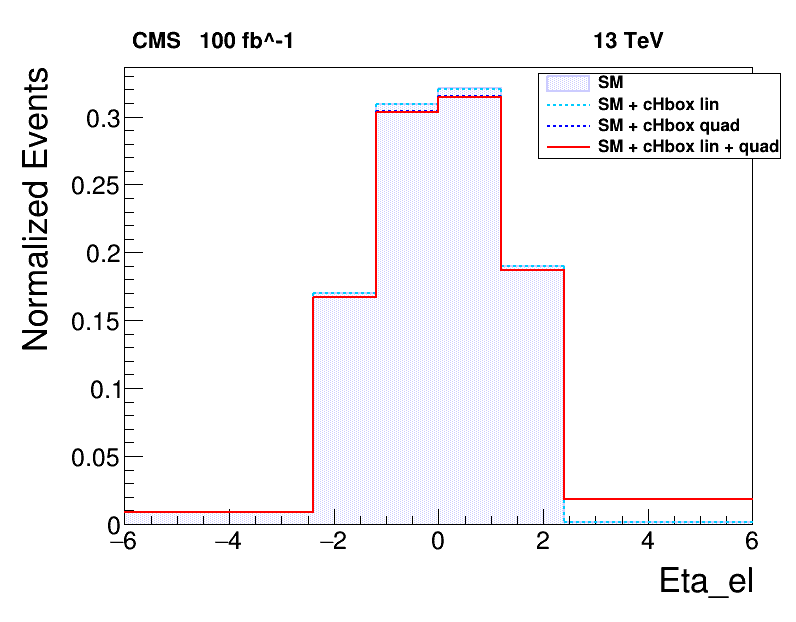 CMS 100 fb^-1 13 TeV
SM
SM + cHbox lin
SM + cHbox quad
SM + cHbox lin + quad
Normalized Events
0.3
0.25
0.2
0.15
0.1
0.05
0
−6 −4 −2 0 2 4 6
Eta_el